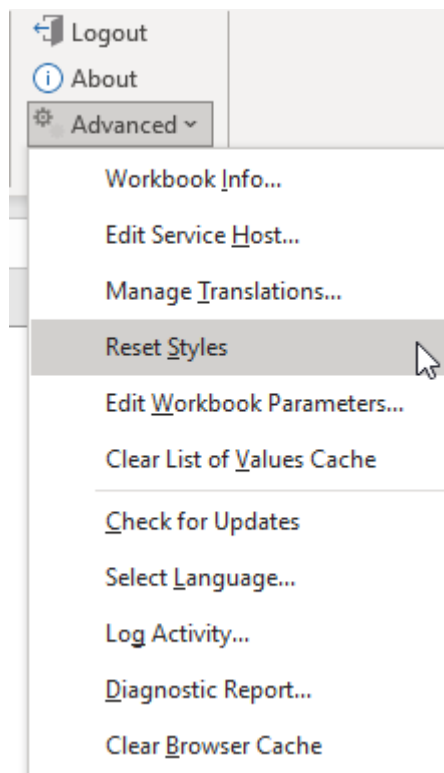 Logout
About
Advanced
Workbook Info...
Edit Service Host...
Manage Translations...
Reset Styles
Edit Workbook Parameters...
Clear List of Values Cache
Check for Updates
Select Language...
Log Activity...
Diagnostic Report...
Clear Browser Cache